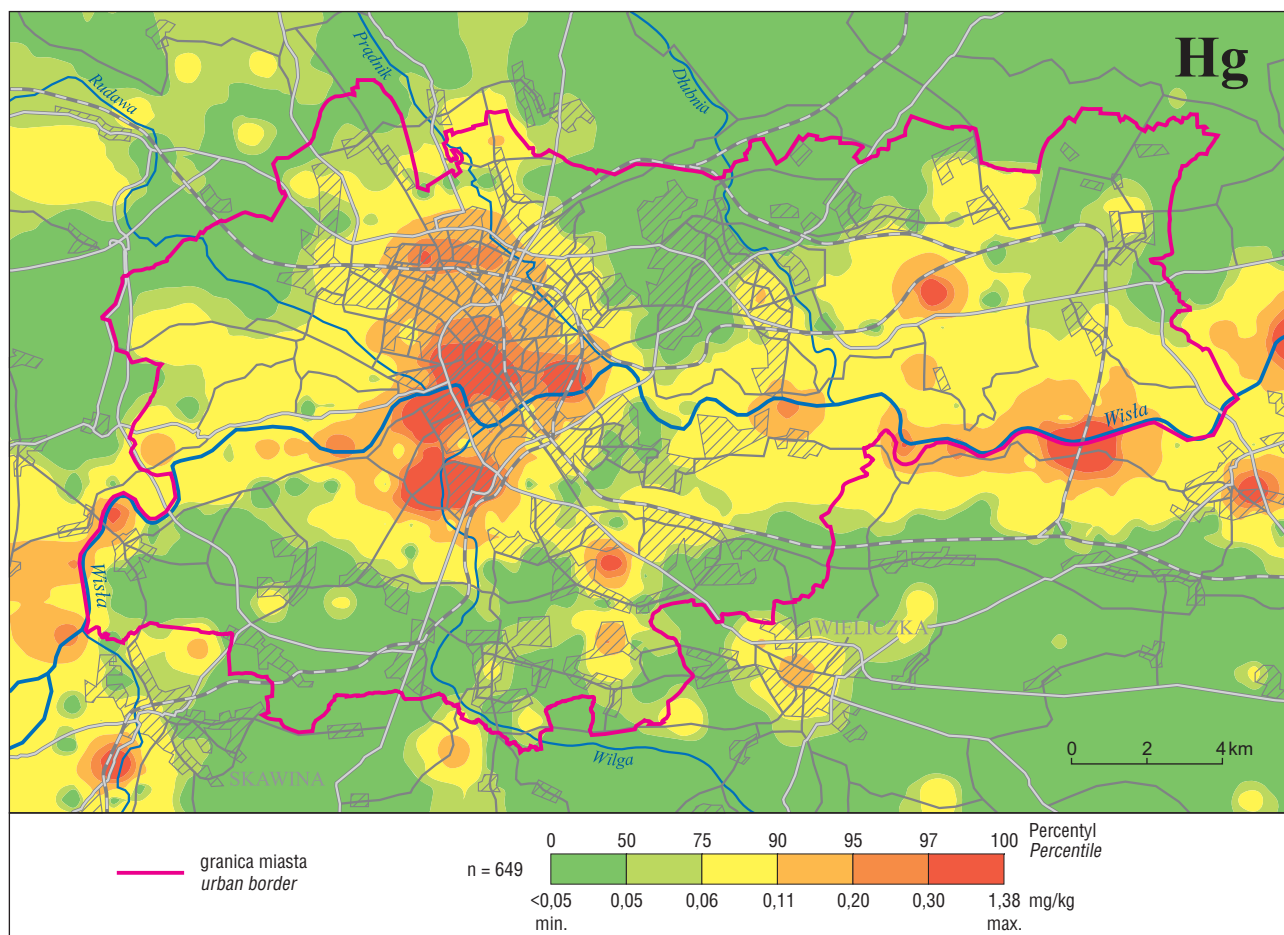 Hg
Prądnik
Rudawa
Dłubnia
Wisła
Wisła
WIELICZKA
SKAWINA
Wilga
0 2 4 km
granica miasta
urban border
n = 649
0 50 75 90 95 97 100 Percentyl
Percentile
<0,05 0,05 0,06 0,11 0,20 0,30 1,38 mg/kg
min. max.